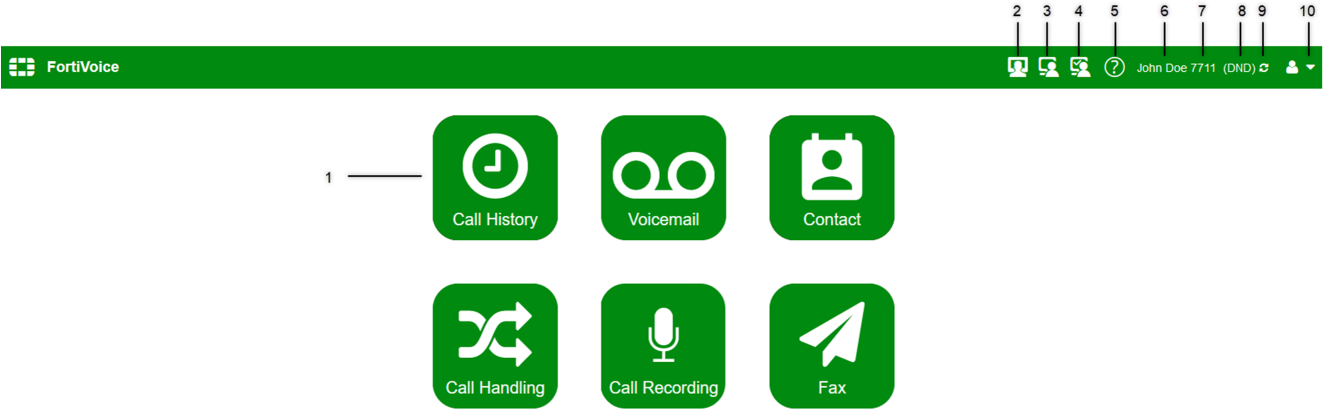 2 3 4 5 6 7 8 9 10
FortiVoice
? John Doe 7711 (DND)
1
Call History Voicemail Contact
Call Handling Call Recording Fax